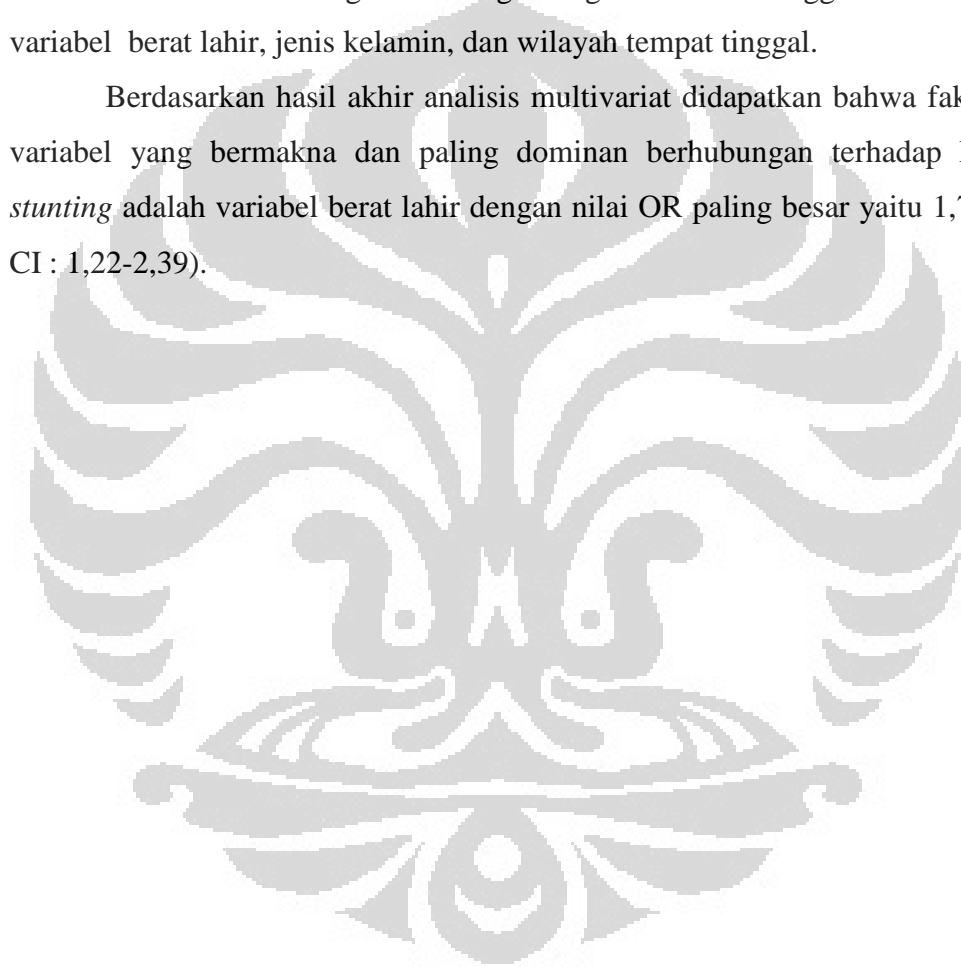 variabel berat lahir, jenis kelamin, dan wilayah tempat tinggal.
Berdasarkan hasil akhir analisis multivariat didapatkan bahwa
variabel yang bermakna dan paling dominan berhubungan terhadap
stunting adalah variabel berat lahir dengan nilai OR paling besar yaitu
CI : 1,22-2,39).